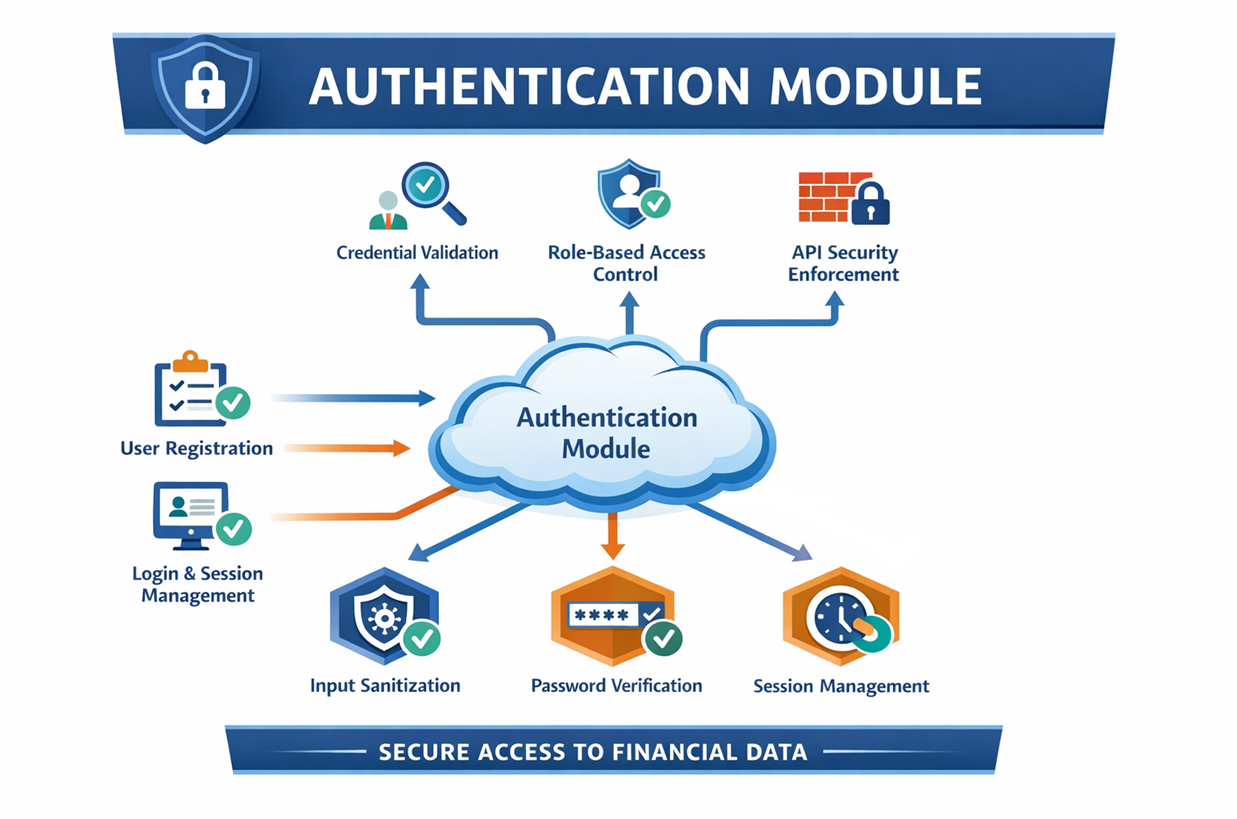 AUTHENTICATION MODULE
Credential Validation
Role-Based Access
Control
API Security
Enforcement
Authentication
Module
User Registration
Login & Session
Management
****
Input Sanitization
Password Verification
Session Management
SECURE ACCESS TO FINANCIAL DATA